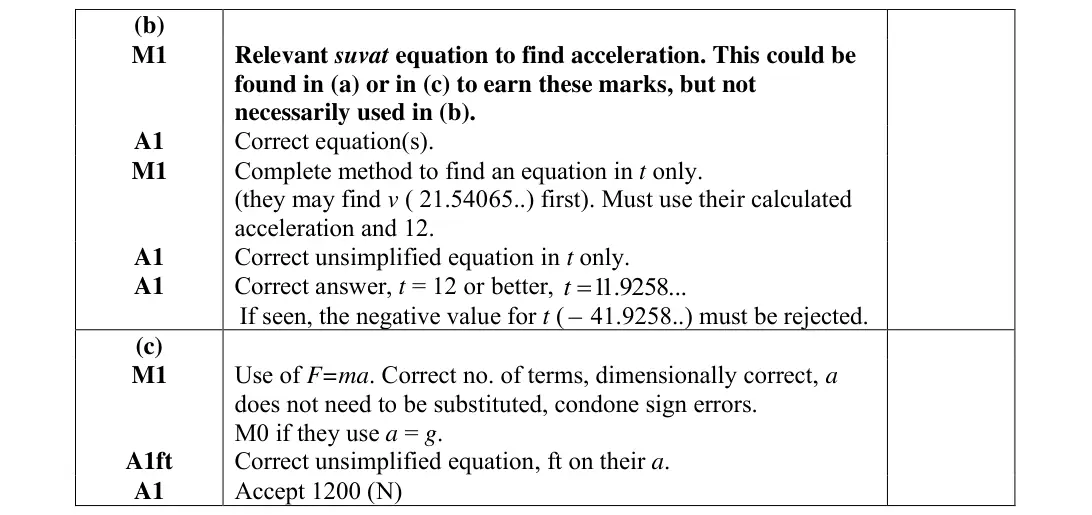 (b)
M1 Relevant suvat equation to find acceleration. This could be
found in (a) or in (c) to earn these marks, but not
necessarily used in (b).
A1 Correct equation(s).
M1 Complete method to find an equation in t only.
(they may find v ( 21.54065..) first). Must use their calculated
acceleration and 12.
A1 Correct unsimplified equation in t only.
A1 Correct answer, t = 12 or better, t = 11.9258...
If seen, the negative value for t ( – 41.9258..) must be rejected.
(c)
M1 Use of F=ma. Correct no. of terms, dimensionally correct, a
does not need to be substituted, condone sign errors.
M0 if they use a = g.
A1ft Correct unsimplified equation, ft on their a.
A1 Accept 1200 (N)